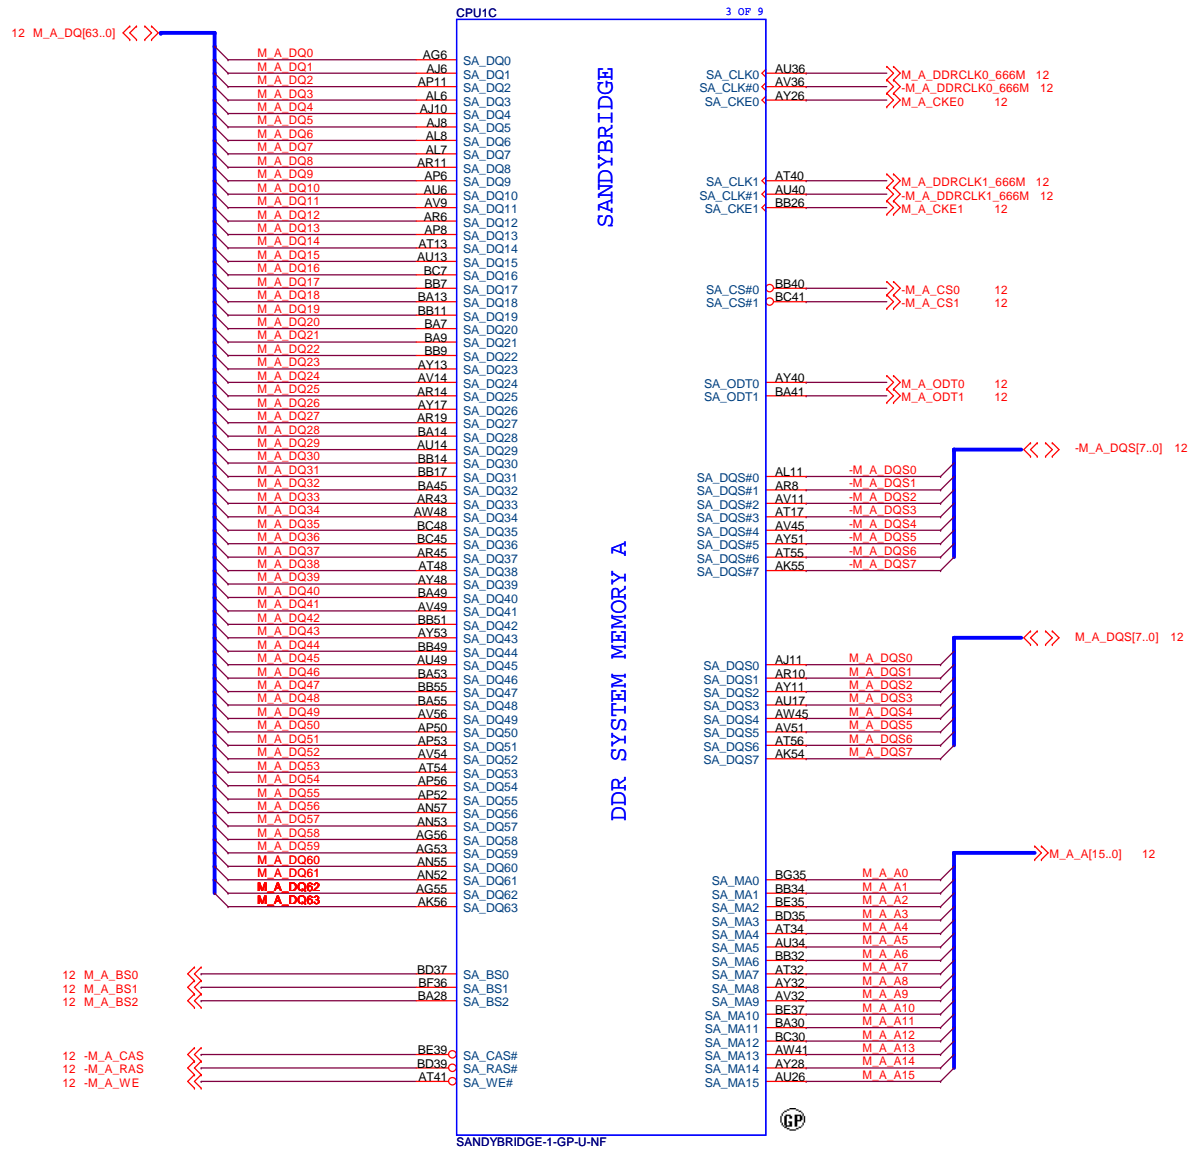 CPU1C
3 OF 9
12 M_A_DQ[63..0]
M_A_DQ0 AG6 SA_DQ0
M_A_DQ1 AJ6 SA_DQ1
M_A_DQ2 AP11 SA_DQ2
M_A_DQ3 AL6 SA_DQ3
M_A_DQ4 AJ10 SA_DQ4
M_A_DQ5 AJ8 SA_DQ5
M_A_DQ6 AL8 SA_DQ6
M_A_DQ7 AL7 SA_DQ7
M_A_DQ8 AR11 SA_DQ8
M_A_DQ9 AP6 SA_DQ9
M_A_DQ10 AU6 SA_DQ10
M_A_DQ11 AV9 SA_DQ11
M_A_DQ12 AR6 SA_DQ12
M_A_DQ13 AP8 SA_DQ13
M_A_DQ14 AT13 SA_DQ14
M_A_DQ15 AU13 SA_DQ15
M_A_DQ16 BC7 SA_DQ16
M_A_DQ17 BB7 SA_DQ17
M_A_DQ18 BA13 SA_DQ18
M_A_DQ19 BB11 SA_DQ19
M_A_DQ20 BA7 SA_DQ20
M_A_DQ21 BA9 SA_DQ21
M_A_DQ22 BB9 SA_DQ22
M_A_DQ23 AY13 SA_DQ23
M_A_DQ24 AV14 SA_DQ24
M_A_DQ25 AR14 SA_DQ25
M_A_DQ26 AY17 SA_DQ26
M_A_DQ27 AR19 SA_DQ27
M_A_DQ28 BA14 SA_DQ28
M_A_DQ29 AU14 SA_DQ29
M_A_DQ30 BB14 SA_DQ30
M_A_DQ31 BB17 SA_DQ31
M_A_DQ32 BA45 SA_DQ32
M_A_DQ33 AR43 SA_DQ33
M_A_DQ34 AW48 SA_DQ34
M_A_DQ35 BC48 SA_DQ35
M_A_DQ36 BC45 SA_DQ36
M_A_DQ37 AR45 SA_DQ37
M_A_DQ38 AT48 SA_DQ38
M_A_DQ39 AY48 SA_DQ39
M_A_DQ40 BA49 SA_DQ40
M_A_DQ41 AV49 SA_DQ41
M_A_DQ42 BB51 SA_DQ42
M_A_DQ43 AY53 SA_DQ43
M_A_DQ44 BB49 SA_DQ44
M_A_DQ45 AU49 SA_DQ45
M_A_DQ46 BA53 SA_DQ46
M_A_DQ47 BB55 SA_DQ47
M_A_DQ48 BA55 SA_DQ48
M_A_DQ49 AV56 SA_DQ49
M_A_DQ50 AP50 SA_DQ50
M_A_DQ51 AP53 SA_DQ51
M_A_DQ52 AV54 SA_DQ52
M_A_DQ53 AT54 SA_DQ53
M_A_DQ54 AP56 SA_DQ54
M_A_DQ55 AP52 SA_DQ55
M_A_DQ56 AN57 SA_DQ56
M_A_DQ57 AN53 SA_DQ57
M_A_DQ58 AG56 SA_DQ58
M_A_DQ59 AG53 SA_DQ59
M_A_DQ60 AN55 SA_DQ60
M_A_DQ61 AN52 SA_DQ61
M_A_DQ62 AG55 SA_DQ62
M_A_DQ63 AK56 SA_DQ63
12 M_A_BS0 BD37 SA_BS0
12 M_A_BS1 BF36 SA_BS1
12 M_A_BS2 BA28 SA_BS2
12 -M_A_CAS BE39 SA_CAS#
12 -M_A_RAS BD39 SA_RAS#
12 -M_A_WE AT41 SA_WE#
SANDYBRIDGE
DDR SYSTEM MEMORY A
SA_CLK0 AU36 M_A_DDRCLK0_666M 12
SA_CLK#0 AV36 -M_A_DDRCLK0_666M 12
SA_CKE0 AY26 M_A_CKE0 12
SA_CLK1 AT40 M_A_DDRCLK1_666M 12
SA_CLK#1 AU40 -M_A_DDRCLK1_666M 12
SA_CKE1 BB26 M_A_CKE1 12
SA_CS#0 BB40 -M_A_CS0 12
SA_CS#1 BC41 -M_A_CS1 12
SA_ODT0 AY40 M_A_ODT0 12
SA_ODT1 BA41 M_A_ODT1 12
-M_A_DQS[7..0] 12
SA_DQS#0 AL11 -M_A_DQS0
SA_DQS#1 AR8 -M_A_DQS1
SA_DQS#2 AV11 -M_A_DQS2
SA_DQS#3 AT17 -M_A_DQS3
SA_DQS#4 AV45 -M_A_DQS4
SA_DQS#5 AY51 -M_A_DQS5
SA_DQS#6 AT55 -M_A_DQS6
SA_DQS#7 AK55 -M_A_DQS7
M_A_DQS[7..0] 12
SA_DQS0 AJ11 M_A_DQS0
SA_DQS1 AR10 M_A_DQS1
SA_DQS2 AY11 M_A_DQS2
SA_DQS3 AU17 M_A_DQS3
SA_DQS4 AW45 M_A_DQS4
SA_DQS5 AV51 M_A_DQS5
SA_DQS6 AT56 M_A_DQS6
SA_DQS7 AK54 M_A_DQS7
M_A_A[15..0] 12
SA_MA0 BG35 M_A_A0
SA_MA1 BB34 M_A_A1
SA_MA2 BE35 M_A_A2
SA_MA3 BD35 M_A_A3
SA_MA4 AT34 M_A_A4
SA_MA5 AU34 M_A_A5
SA_MA6 BB32 M_A_A6
SA_MA7 AT32 M_A_A7
SA_MA8 AY32 M_A_A8
SA_MA9 AV32 M_A_A9
SA_MA10 BE37 M_A_A10
SA_MA11 BA30 M_A_A11
SA_MA12 BC30 M_A_A12
SA_MA13 AW41 M_A_A13
SA_MA14 AY28 M_A_A14
SA_MA15 AU26 M_A_A15
GP
SANDYBRIDGE-1-GP-U-NF